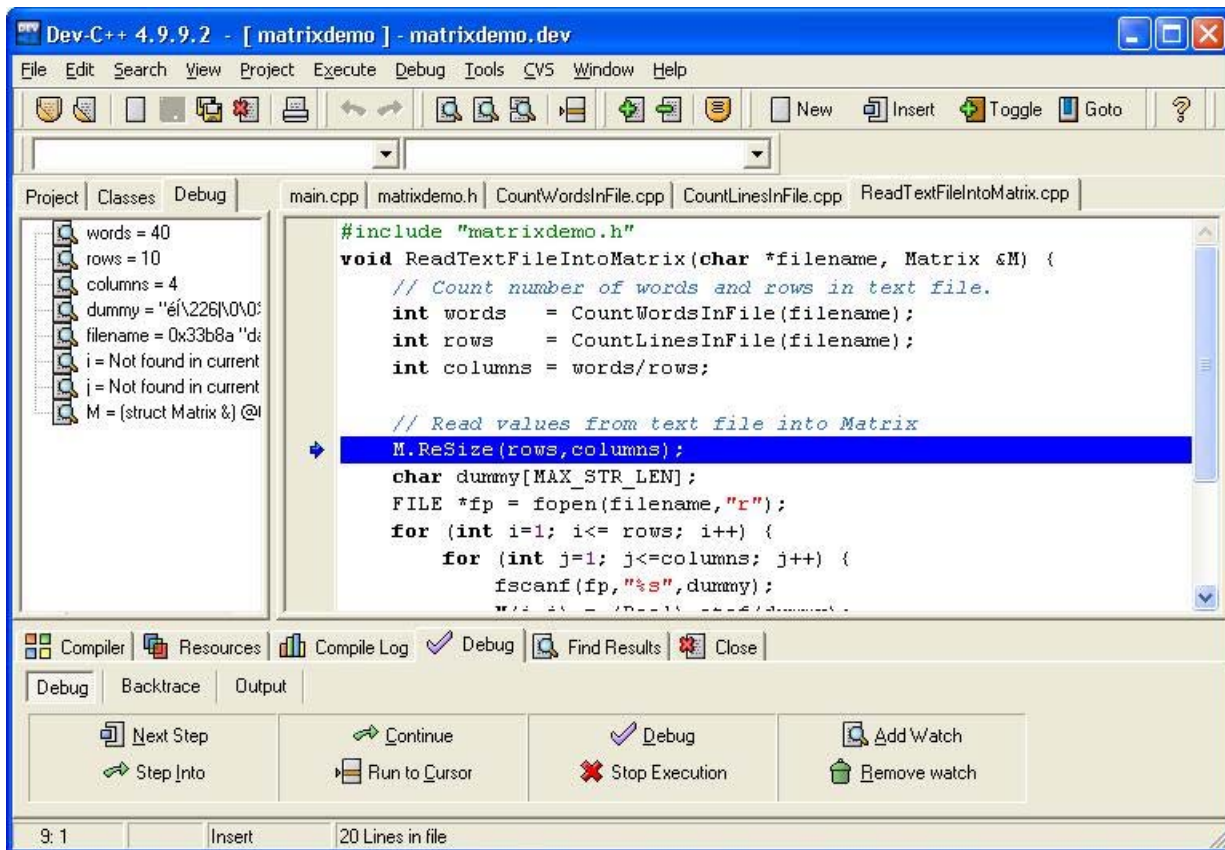 Dev-C++ 4.9.9.2 - [ matrixdemo ] - matrixdemo.dev
File Edit Search View Project Execute Debug Tools CVS Window Help
New Insert Toggle Goto
Project Classes Debug
main.cpp matrixdemo.h CountWordsInFile.cpp CountLinesInFile.cpp ReadTextFileIntoMatrix.cpp
words = 40
rows = 10
columns = 4
dummy = "éÍ\226|\0\0
filename = 0x33b8a "da
i = Not found in current
j = Not found in current
M = (struct Matrix &) @
#include "matrixdemo.h"
void ReadTextFileIntoMatrix(char *filename, Matrix &M) {
// Count number of words and rows in text file.
int words = CountWordsInFile(filename);
int rows = CountLinesInFile(filename);
int columns = words/rows;
// Read values from text file into Matrix
M.ReSize(rows,columns);
char dummy[MAX_STR_LEN];
FILE *fp = fopen(filename,"r");
for (int i=1; i<= rows; i++) {
for (int j=1; j<=columns; j++) {
fscanf(fp,"%s",dummy);
Compiler Resources Compile Log Debug Find Results Close
Debug Backtrace Output
Next Step Continue Debug Add Watch
Step Into Run to Cursor Stop Execution Remove watch
9: 1 Insert 20 Lines in file